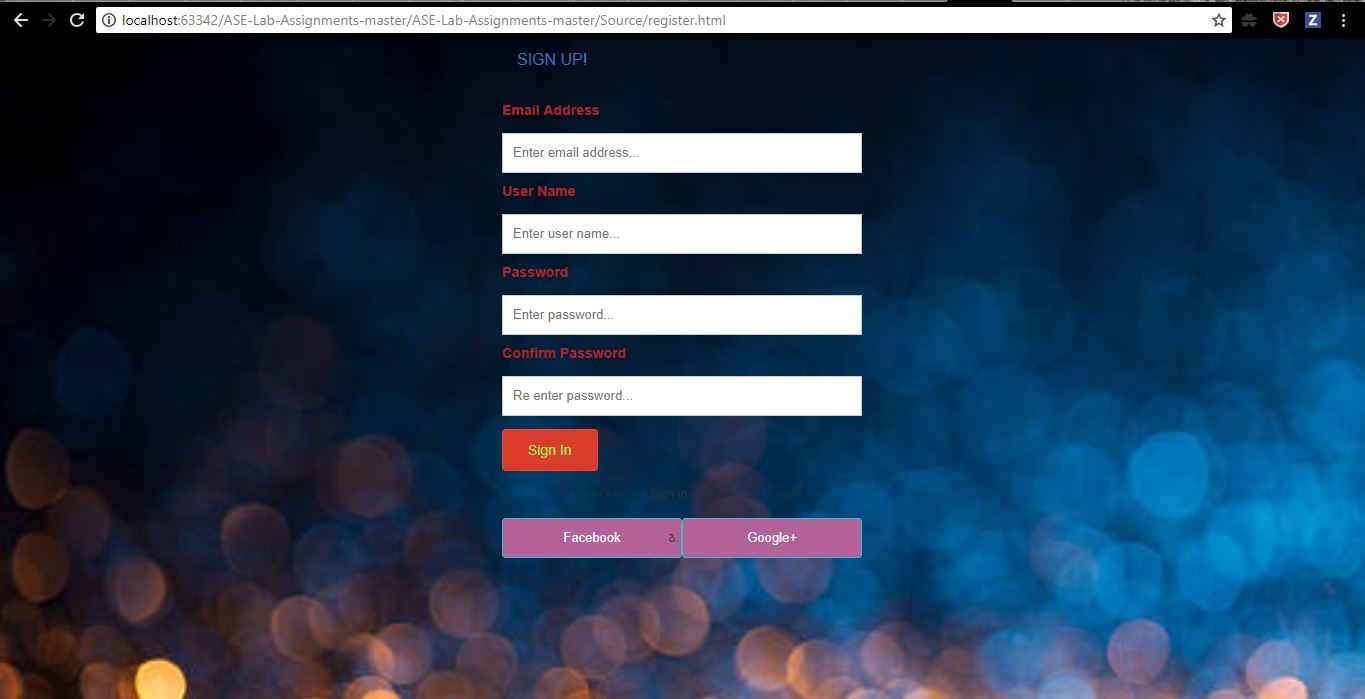 localhost:63342/ASE-Lab-Assignments-master/ASE-Lab-Assignments-master/Source/register.html
Z
SIGN UP!
Email Address
Enter email address...
User Name
Enter user name...
Password
Enter password...
Confirm Password
Re enter password...
Sign In
Sign In With
Facebook
Google+